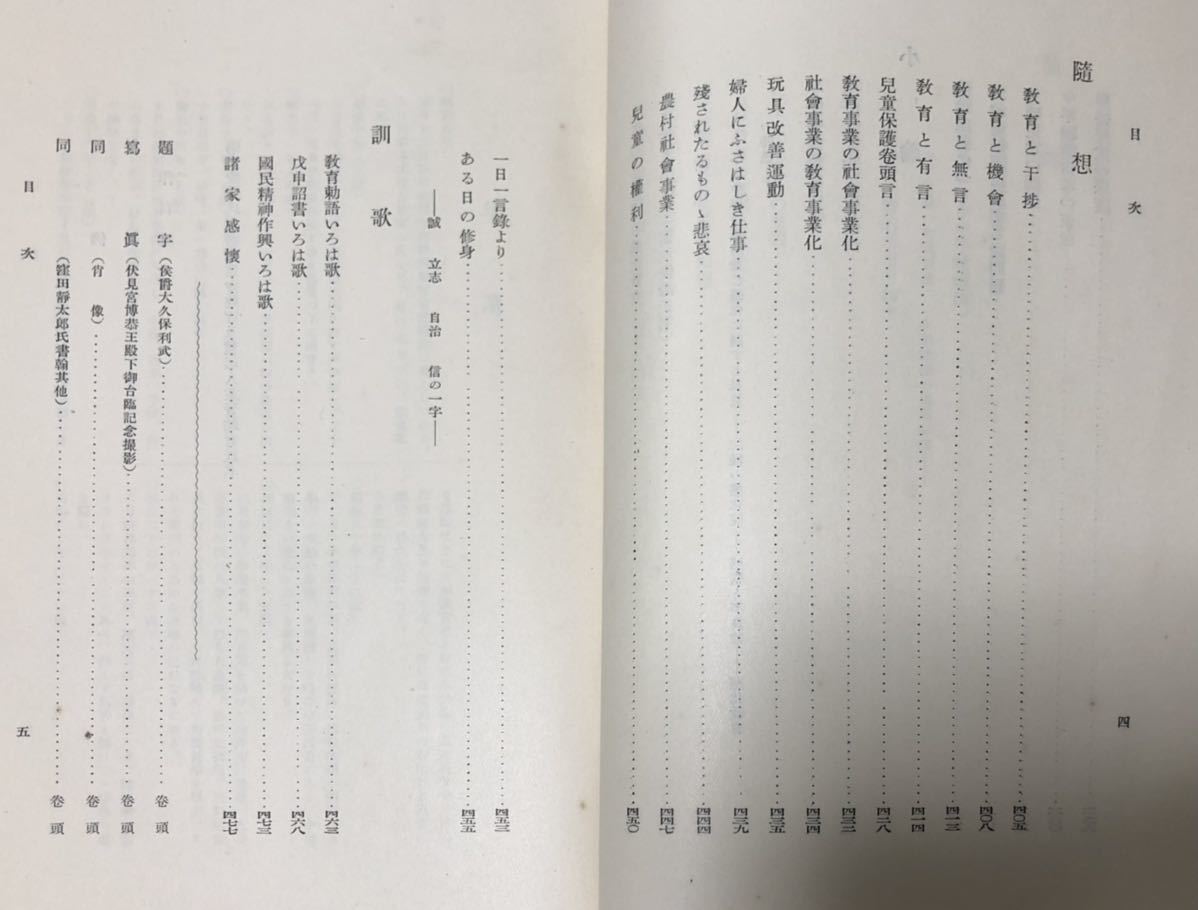 目次
四
隨想
教育と干捗……四〇五
教育と機會……四〇八
教育と無言……四一三
教育と有言……四一四
兒童保護卷頭言……四二八
教育事業の社會事業化……四三三
社會事業の教育事業化……四三四
玩具改善運動……四三五
婦人にふさはしき仕事……四三九
殘されたるものゝ悲哀……四四四
農村社會事業……四四七
兒童の權利……四五〇
一日一言錄より……四五三
ある日の修身……四五五
――誠 立志 自治 信の一字――
訓歌
教育勅語いろは歌……四六三
戊申詔書いろは歌……四六八
國民精神作興いろは歌……四七三
諸家感懷……四七七
題字(侯爵大久保利武)……卷頭
寫眞(伏見宮博恭王殿下御台臨記念撮影)……卷頭
同(肖像)……卷頭
同(窪田靜太郎氏書翰其他)……卷頭
目次
五